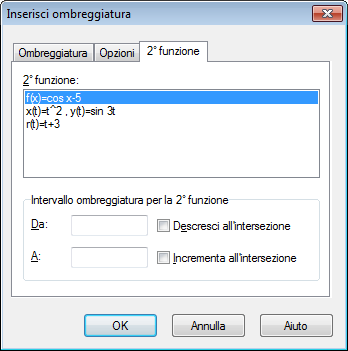 Inserisci ombreggiatura
Ombreggiatura Opzioni 2° funzione
2° funzione:
f(x)=cos x-5
x(t)=t^2 , y(t)=sin 3t
r(t)=t+3
Intervallo ombreggiatura per la 2° funzione
Da: Descresci all'intersezione
A: Incrementa all'intersezione
OK Annulla Aiuto